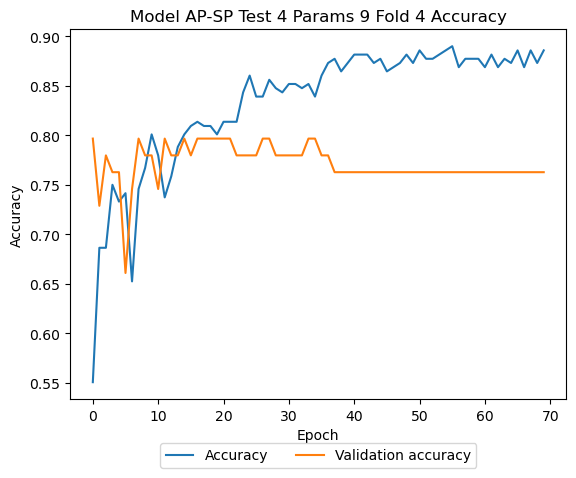 Model AP-SP Test 4 Params 9 Fold 4 Accuracy
0.90
0.85
0.80
0.75
0.70
0.65
0.60
0.55
Accuracy
0 10 20 30 40 50 60 70
Epoch
Accuracy Validation accuracy